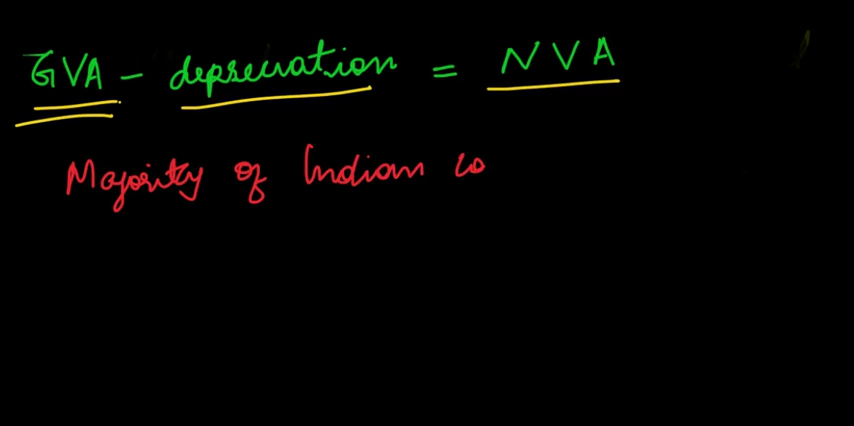 GVA - depreciation = NVA
Majority of Indian co